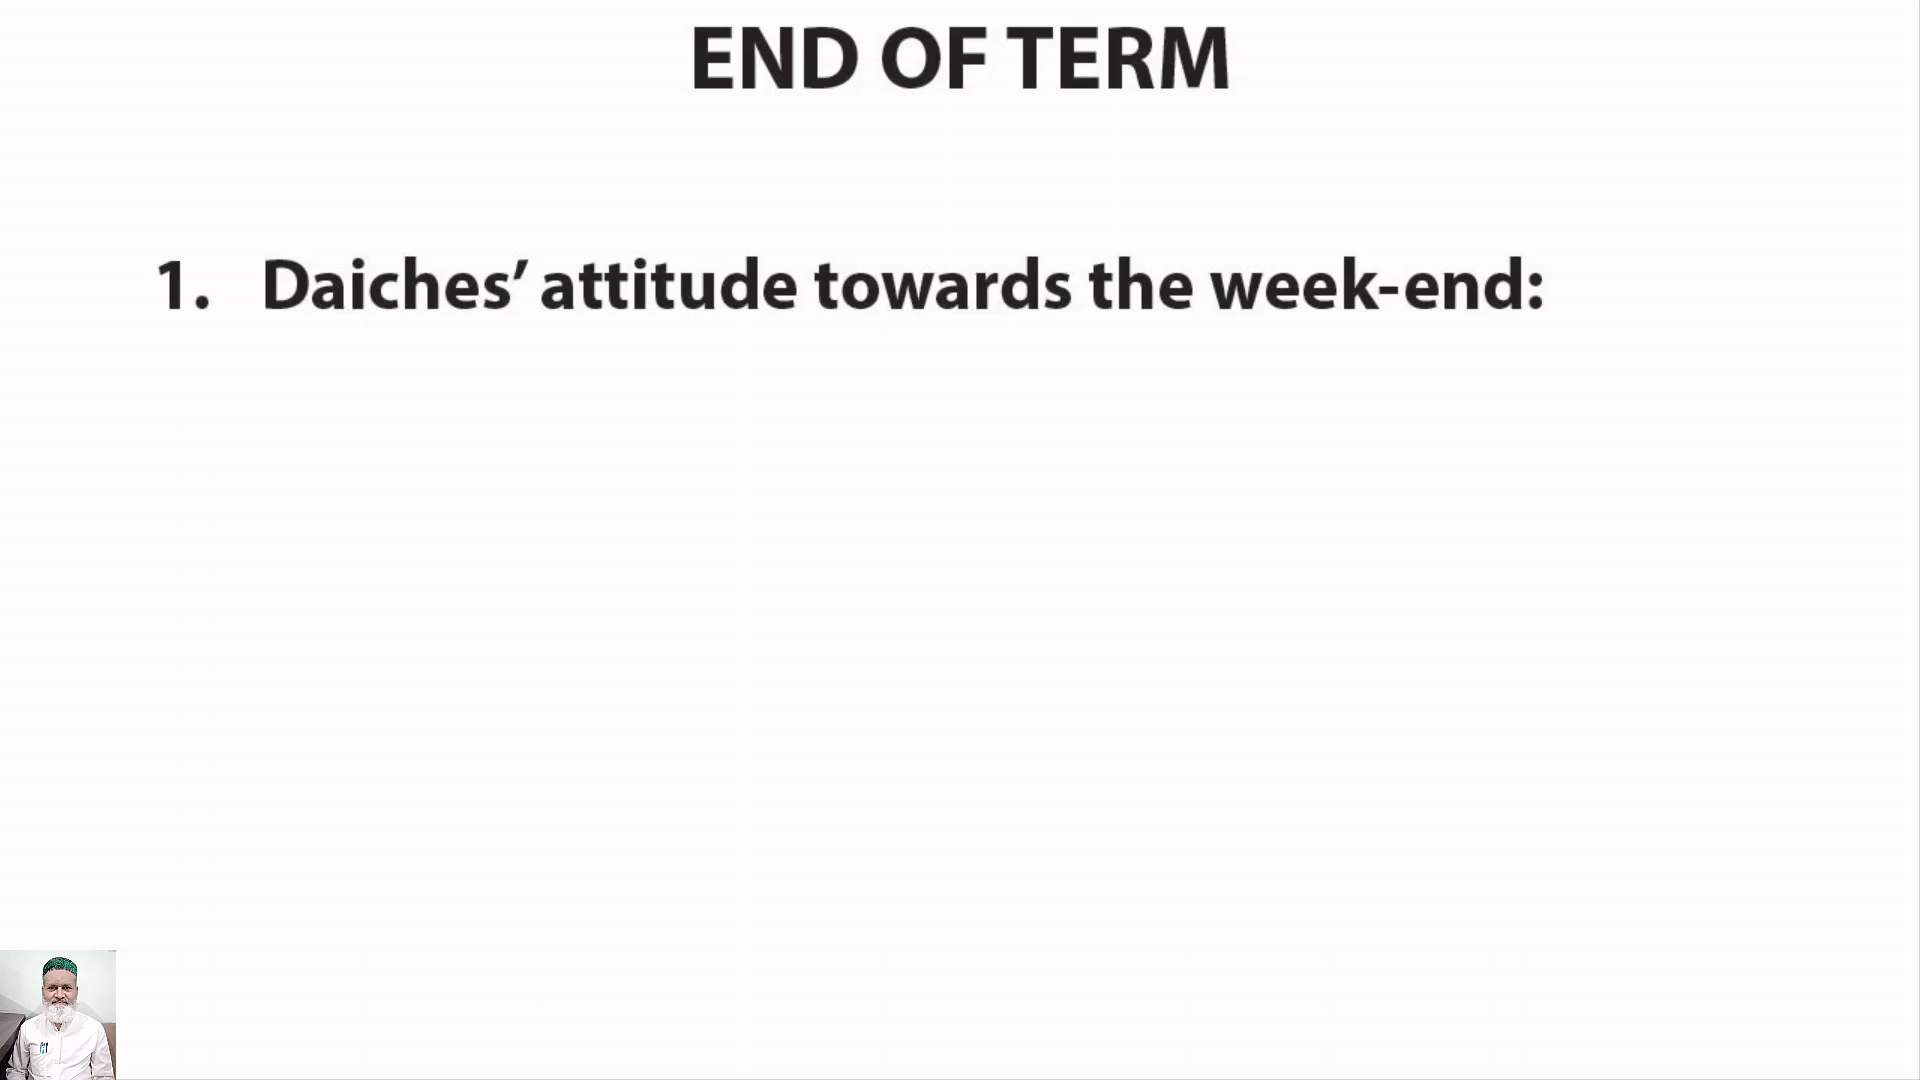 END OF TERM
1. Daiches’ attitude towards the week-end: